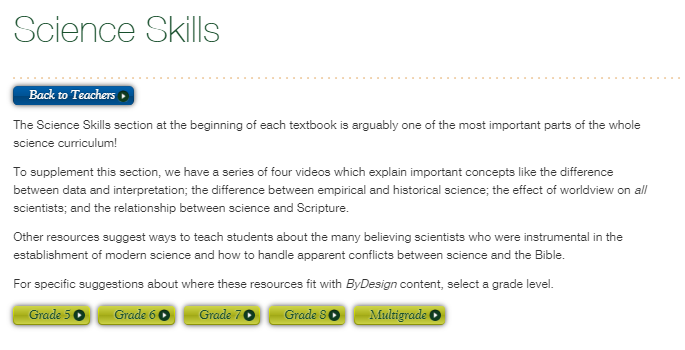 Science Skills
Back to Teachers
The Science Skills section at the beginning of each textbook is arguably one of the most important parts of the whole
science curriculum!
To supplement this section, we have a series of four videos which explain important concepts like the difference
between data and interpretation; the difference between empirical and historical science; the effect of worldview on all
scientists; and the relationship between science and Scripture.
Other resources suggest ways to teach students about the many believing scientists who were instrumental in the
establishment of modern science and how to handle apparent conflicts between science and the Bible.
For specific suggestions about where these resources fit with ByDesign content, select a grade level.
Grade 5 Grade 6 Grade 7 Grade 8 Multigrade